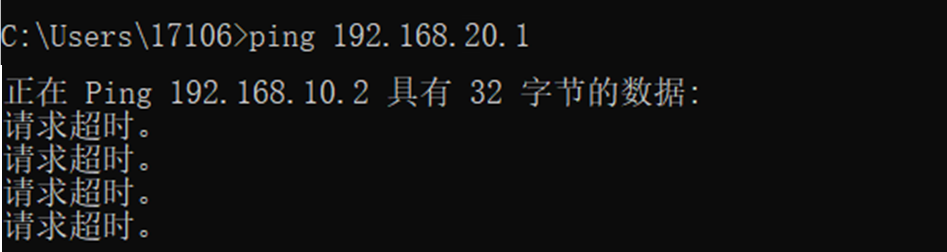 C:\Users\17106>ping 192.168.20.1
正在 Ping 192.168.10.2 具有 32 字节的数据:
请求超时。
请求超时。
请求超时。
请求超时。